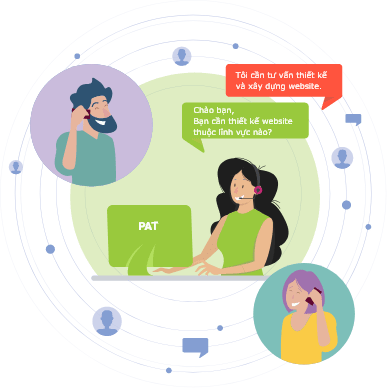 Tôi cần tư vấn thiết kế
và xây dựng website.
Chào bạn,
Bạn cần thiết kế website
thuộc lĩnh vực nào?
PAT